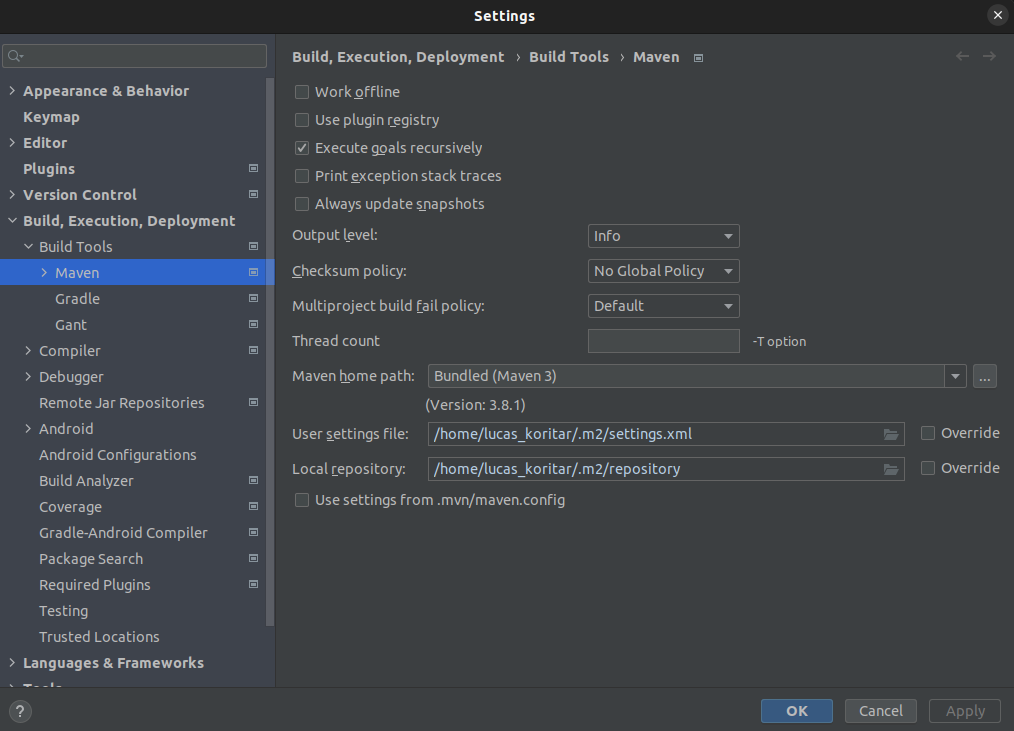 Settings
Build, Execution, Deployment › Build Tools › Maven
Appearance & Behavior
Keymap
Editor
Plugins
Version Control
Build, Execution, Deployment
Build Tools
Maven
Gradle
Gant
Compiler
Debugger
Remote Jar Repositories
Android
Android Configurations
Build Analyzer
Coverage
Gradle-Android Compiler
Package Search
Required Plugins
Testing
Trusted Locations
Languages & Frameworks
Tools
Work offline
Use plugin registry
Execute goals recursively
Print exception stack traces
Always update snapshots
Output level: Info
Checksum policy: No Global Policy
Multiproject build fail policy: Default
Thread count -T option
Maven home path: Bundled (Maven 3) ...
(Version: 3.8.1)
User settings file: /home/lucas_koritar/.m2/settings.xml Override
Local repository: /home/lucas_koritar/.m2/repository Override
Use settings from .mvn/maven.config
? OK Cancel Apply